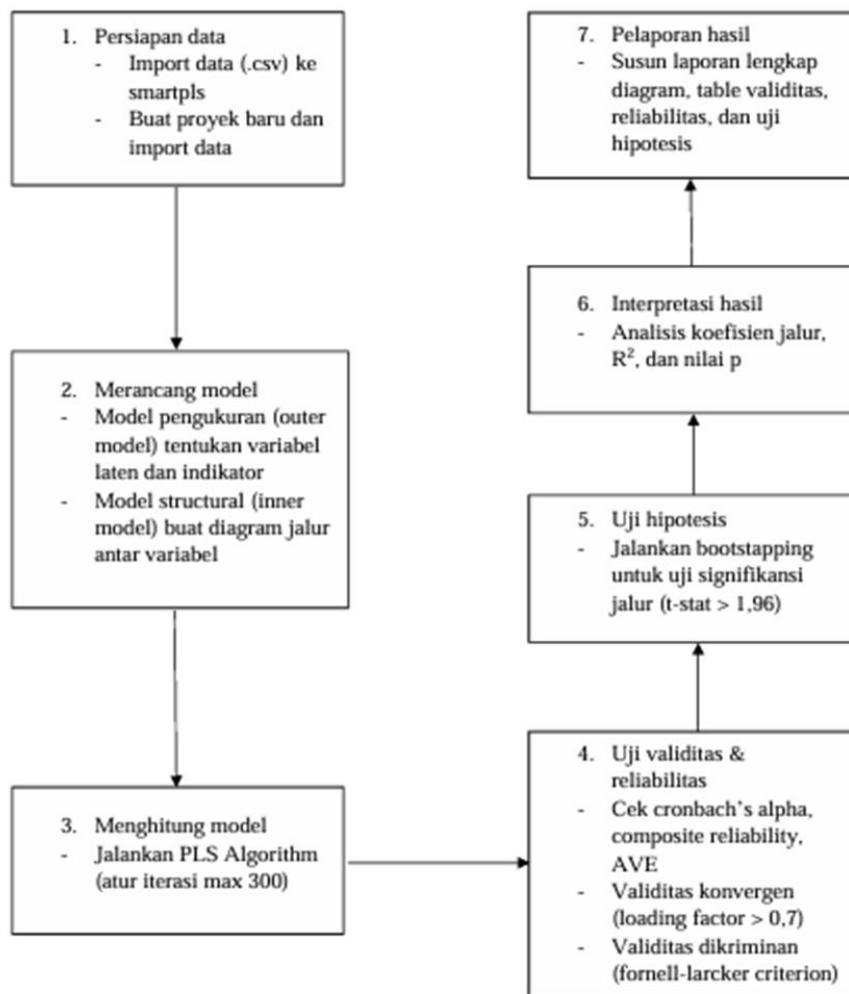 1. Persiapan data
- Import data (.csv) ke
smartpls
- Buat proyek baru dan
import data
2. Merancang model
- Model pengukuran (outer
model) tentukan variabel
laten dan indikator
- Model structural (inner
model) buat diagram jalur
antar variabel
3. Menghitung model
- Jalankan PLS Algorithm
(atur iterasi max 300)
4. Uji validitas &
reliabilitas
- Cek cronbach's alpha,
composite reliability,
AVE
- Validitas konvergen
(loading factor > 0,7)
- Validitas dikriminan
(fornell-larcker criterion)
5. Uji hipotesis
- Jalankan bootstapping
untuk uji signifikansi
jalur (t-stat > 1,96)
6. Interpretasi hasil
- Analisis koefisien jalur,
R², dan nilai p
7. Pelaporan hasil
- Susun laporan lengkap
diagram, table validitas,
reliabilitas, dan uji
hipotesis